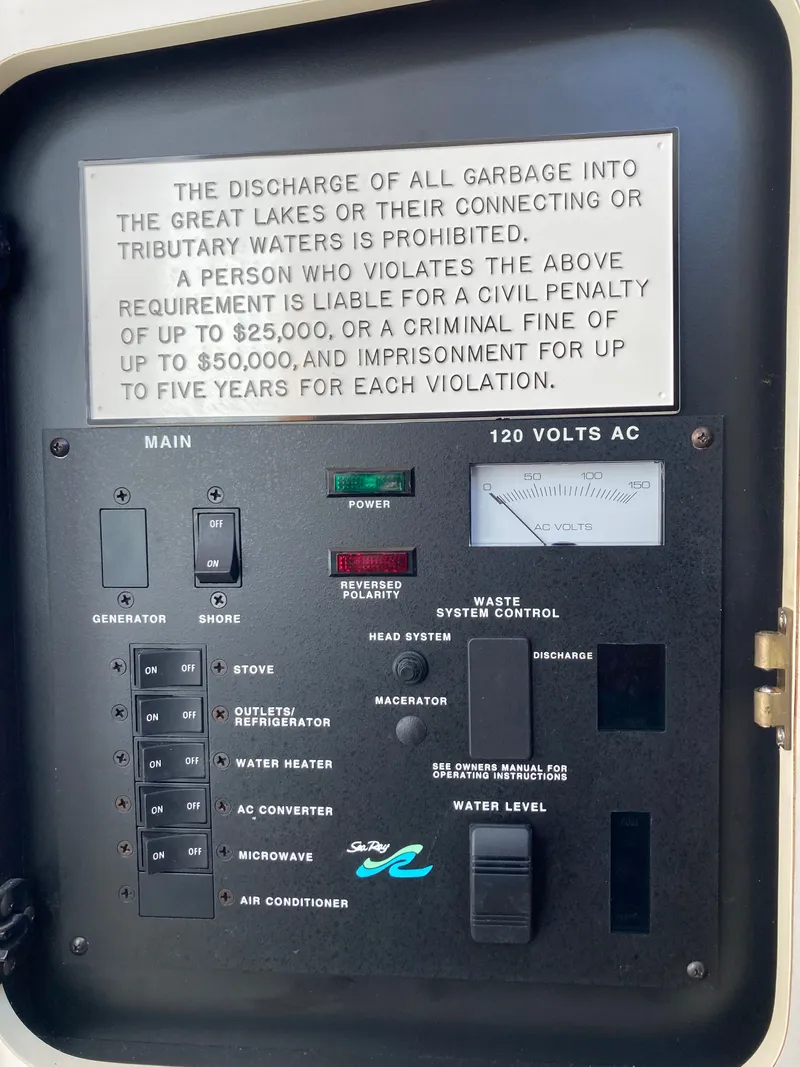 THE DISCHARGE OF ALL GARBAGE INTO
THE GREAT LAKES OR THEIR CONNECTING OR
TRIBUTARY WATERS IS PROHIBITED.
A PERSON WHO VIOLATES THE ABOVE
REQUIREMENT IS LIABLE FOR A CIVIL PENALTY
OF UP TO $25,000, OR A CRIMINAL FINE OF
UP TO $50,000, AND IMPRISONMENT FOR UP
TO FIVE YEARS FOR EACH VIOLATION.
MAIN
120 VOLTS AC
0 50 100 150
AC VOLTS
POWER
OFF
ON
REVERSED
POLARITY
GENERATOR
SHORE
WASTE
SYSTEM CONTROL
HEAD SYSTEM
DISCHARGE
MACERATOR
SEE OWNERS MANUAL FOR
OPERATING INSTRUCTIONS
ON OFF STOVE
ON OFF OUTLETS/
REFRIGERATOR
ON OFF WATER HEATER
ON OFF AC CONVERTER
ON OFF MICROWAVE
AIR CONDITIONER
WATER LEVEL
Sea Ray